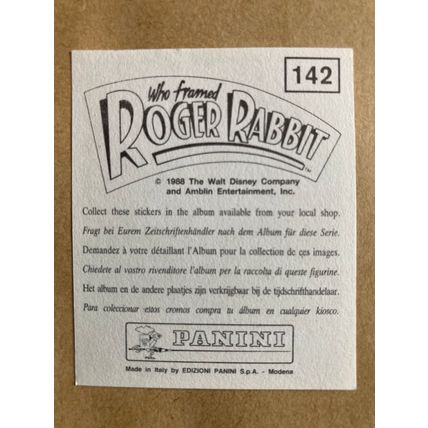 142
Who Framed
ROGER RABBIT™
© 1988 The Walt Disney Company
and Amblin Entertainment, Inc.
Collect these stickers in the album available from your local shop.
Fragt bei Eurem Zeitschriftenhändler nach dem Album für diese Serie.
Demandez à votre détaillant l'Album pour la collection de ces images.
Chiedete al vostro rivenditore l'album per la raccolta di queste figurine.
Het album en de andere plaatjes zijn verkrijgbaar bij de tijdschrifthandelaar.
Para coleccionar estos cromos compra tu álbum en cualquier kiosco.
PANINI
Made in Italy by EDIZIONI PANINI S.p.A. - Modena